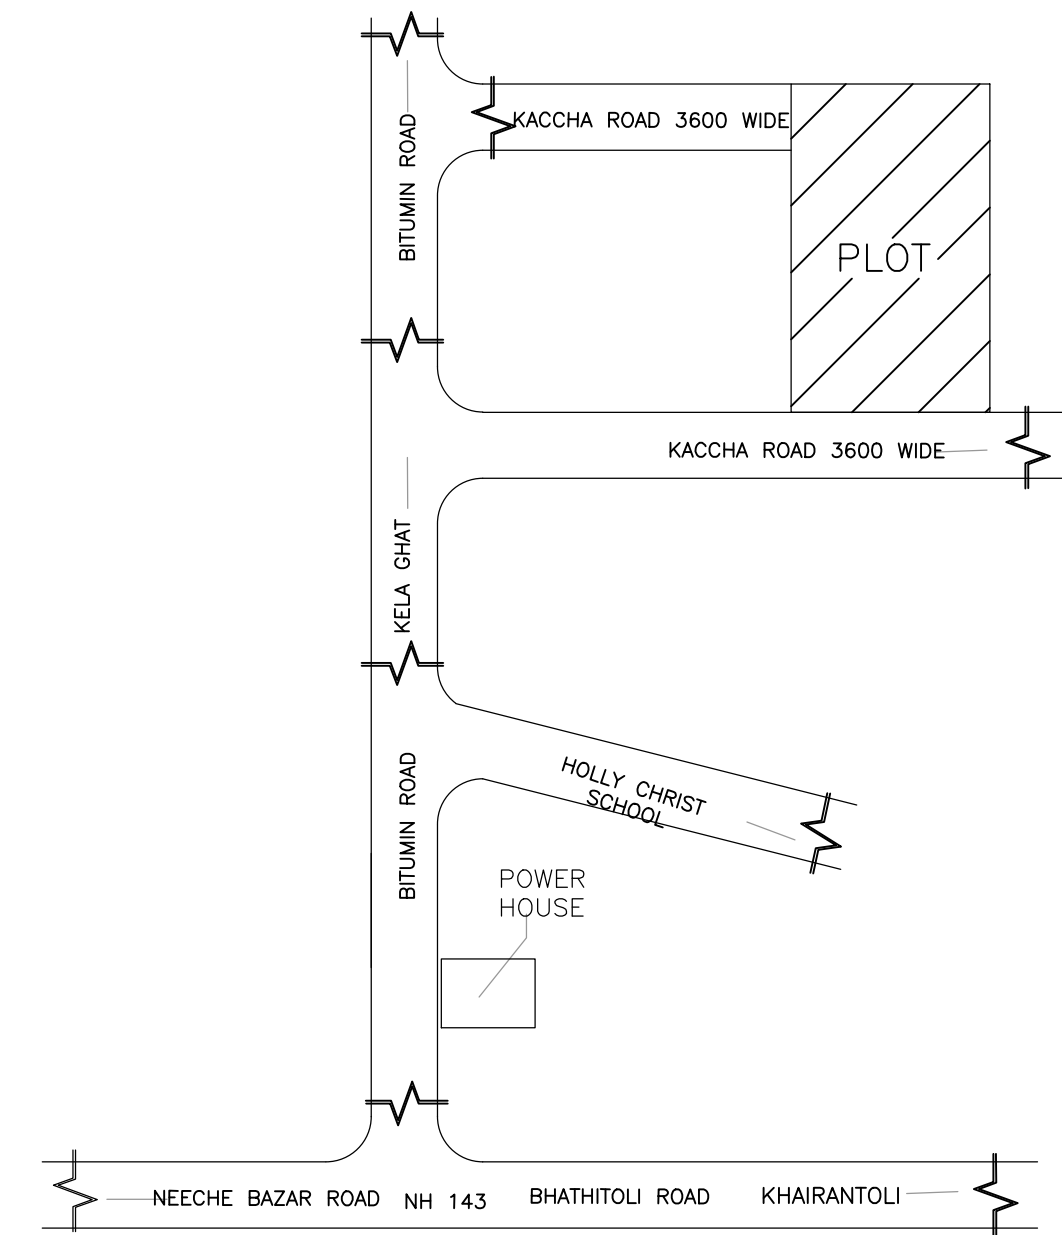 KACCHA ROAD 3600 WIDE
BITUMIN ROAD
PLOT
KACCHA ROAD 3600 WIDE
KELA GHAT
BITUMIN ROAD
HOLLY CHRIST
SCHOOL
POWER
HOUSE
NEECHE BAZAR ROAD NH 143 BHATHITOLI ROAD KHAIRANTOLI